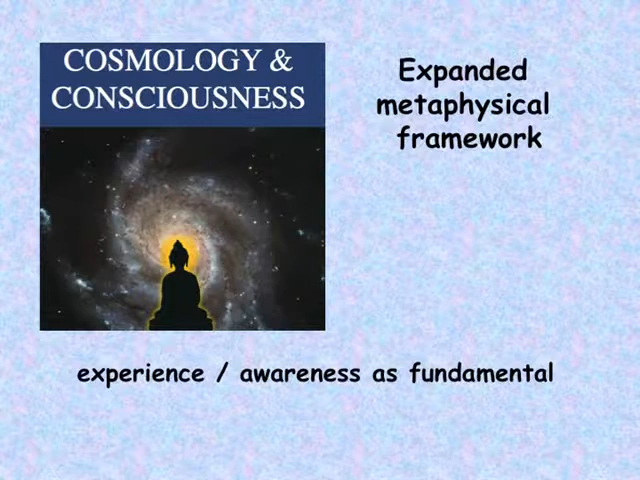 COSMOLOGY &
CONSCIOUSNESS
Expanded
metaphysical
framework
experience / awareness as fundamental